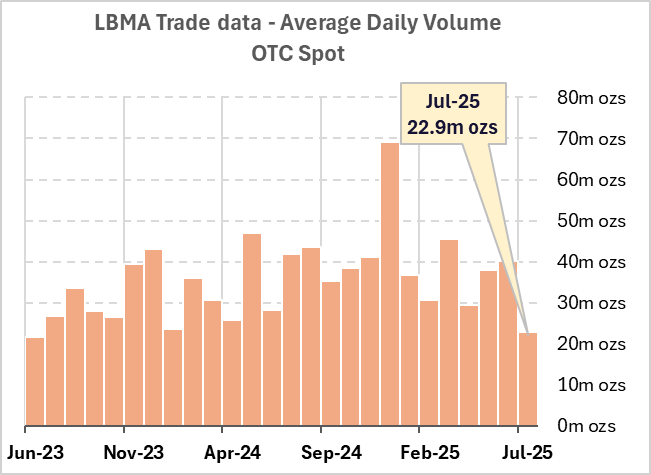 LBMA Trade data - Average Daily Volume
OTC Spot
Jul-25
22.9m ozs
80m ozs
70m ozs
60m ozs
50m ozs
40m ozs
30m ozs
20m ozs
10m ozs
0m ozs
Jun-23 Nov-23 Apr-24 Sep-24 Feb-25 Jul-25